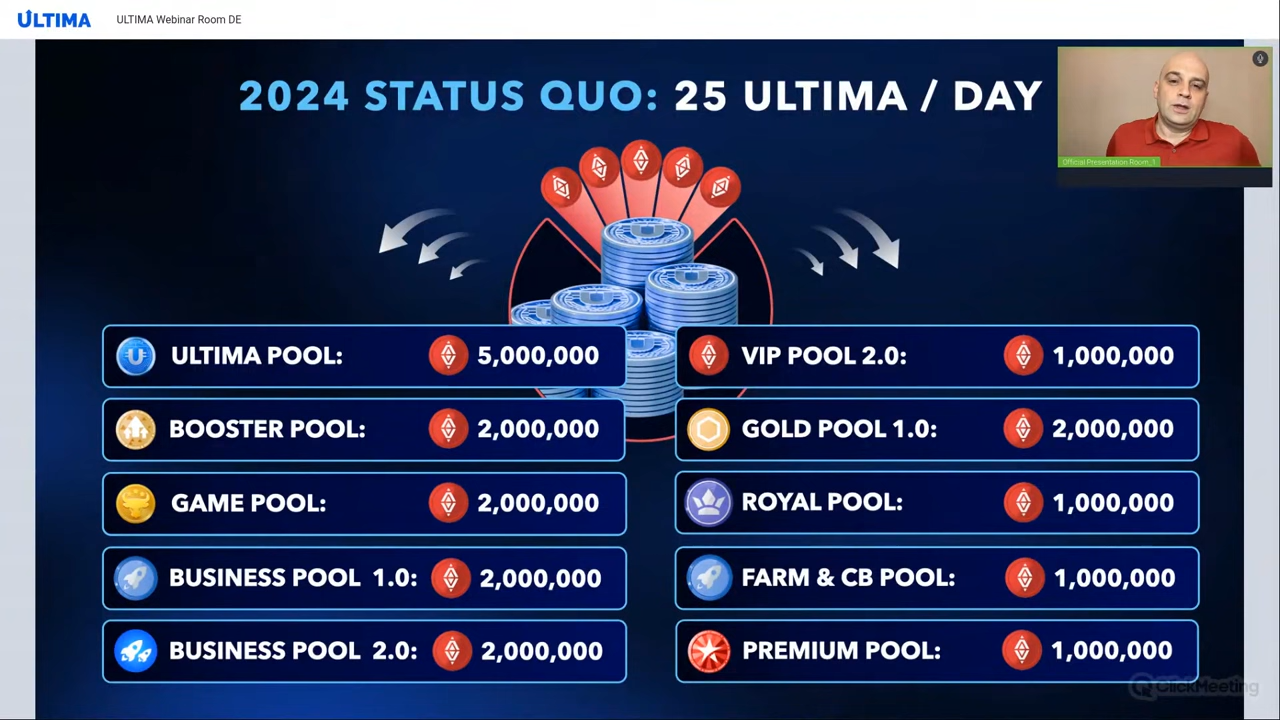 ULTIMA
ULTIMA Webinar Room DE
2024 STATUS QUO: 25 ULTIMA / DAY
Official Presentation Room_1
ULTIMA POOL: 5,000,000
VIP POOL 2.0: 1,000,000
BOOSTER POOL: 2,000,000
GOLD POOL 1.0: 2,000,000
GAME POOL: 2,000,000
ROYAL POOL: 1,000,000
BUSINESS POOL 1.0: 2,000,000
FARM & CB POOL: 1,000,000
BUSINESS POOL 2.0: 2,000,000
PREMIUM POOL: 1,000,000
ClickMeeting